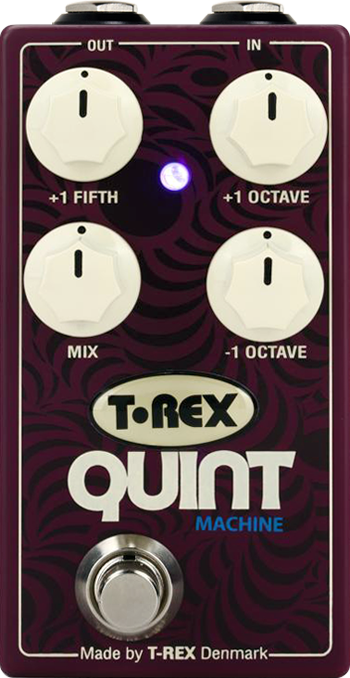 OUT IN
+1 FIFTH +1 OCTAVE
MIX -1 OCTAVE
T•REX
QUINT
MACHINE
Made by T-REX Denmark